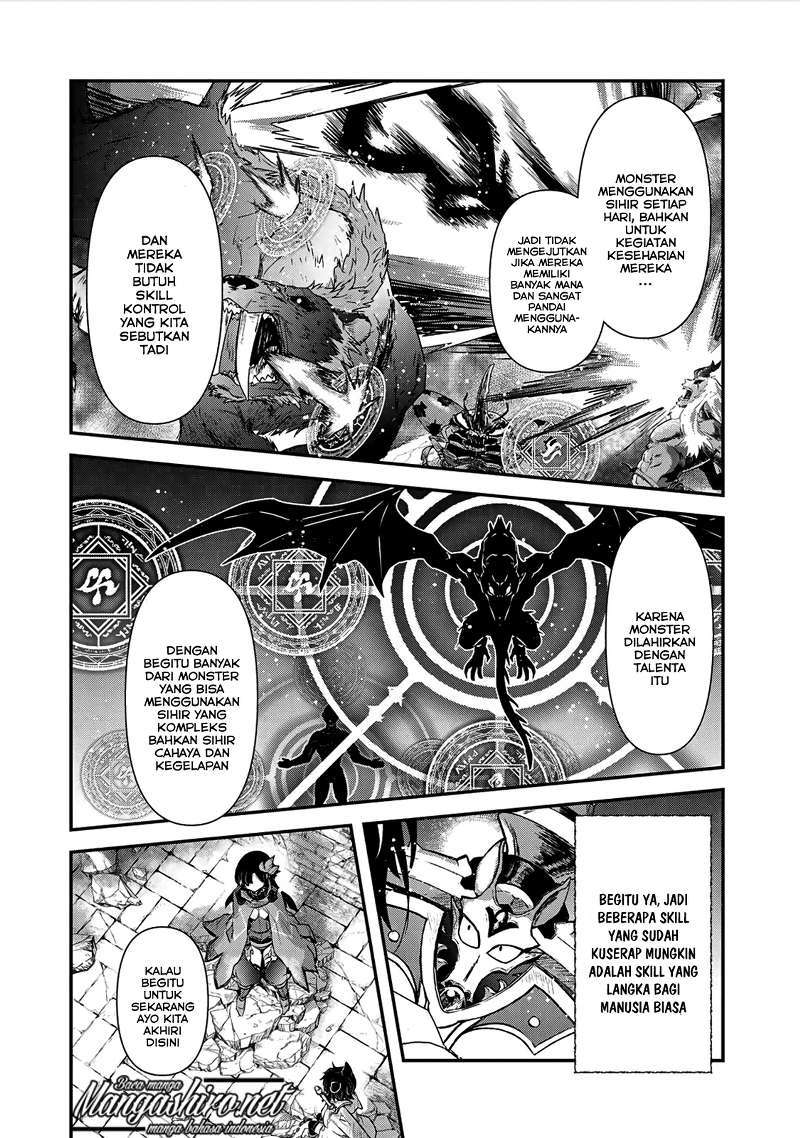 MONSTER
MENGGUNAKAN
SIHIR SETIAP
HARI, BAHKAN
UNTUK
KEGIATAN
KESEHARIAN
MEREKA
...
JADI TIDAK
MENGEJUTKAN
JIKA MEREKA
MEMILIKI
BANYAK MANA
DAN SANGAT
PANDAI
MENGGUNA-
KANNYA
DAN
MEREKA
TIDAK
BUTUH
SKILL
KONTROL
YANG KITA
SEBUTKAN
TADI
KARENA
MONSTER
DILAHIRKAN
DENGAN
TALENTA
ITU
DENGAN
BEGITU BANYAK
DARI MONSTER
YANG BISA
MENGGUNAKAN
SIHIR YANG
KOMPLEKS
BAHKAN SIHIR
CAHAYA DAN
KEGELAPAN
BEGITU YA, JADI
BEBERAPA SKILL
YANG SUDAH
KUSERAP MUNGKIN
ADALAH SKILL YANG
LANGKA BAGI
MANUSIA BIASA
KALAU
BEGITU
UNTUK
SEKARANG
AYO KITA
AKHIRI
DISINI
Baca manga
Mangashiro.net
manga bahasa indonesia